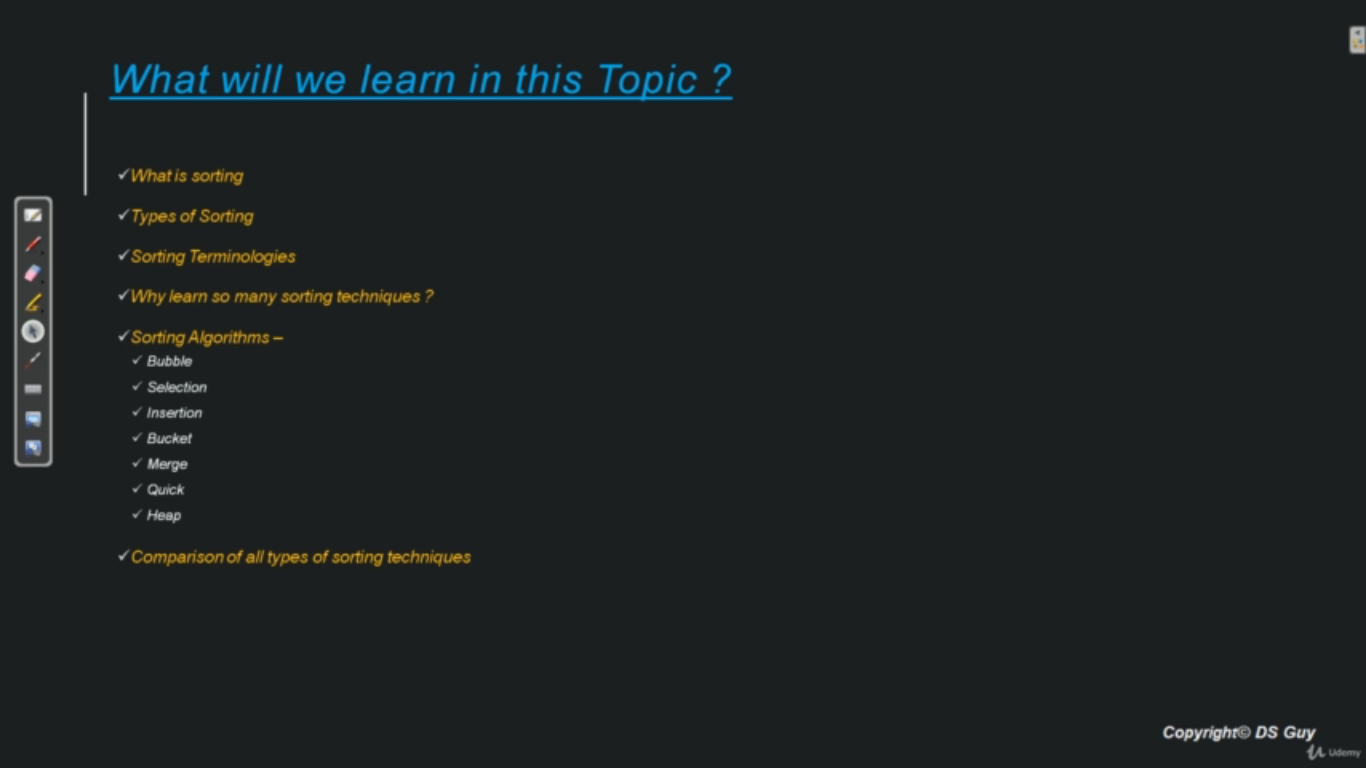 What will we learn in this Topic ?
✓What is sorting
✓Types of Sorting
✓Sorting Terminologies
✓Why learn so many sorting techniques ?
✓Sorting Algorithms –
✓ Bubble
✓ Selection
✓ Insertion
✓ Bucket
✓ Merge
✓ Quick
✓ Heap
✓Comparison of all types of sorting techniques
Copyright© DS Guy
Udemy